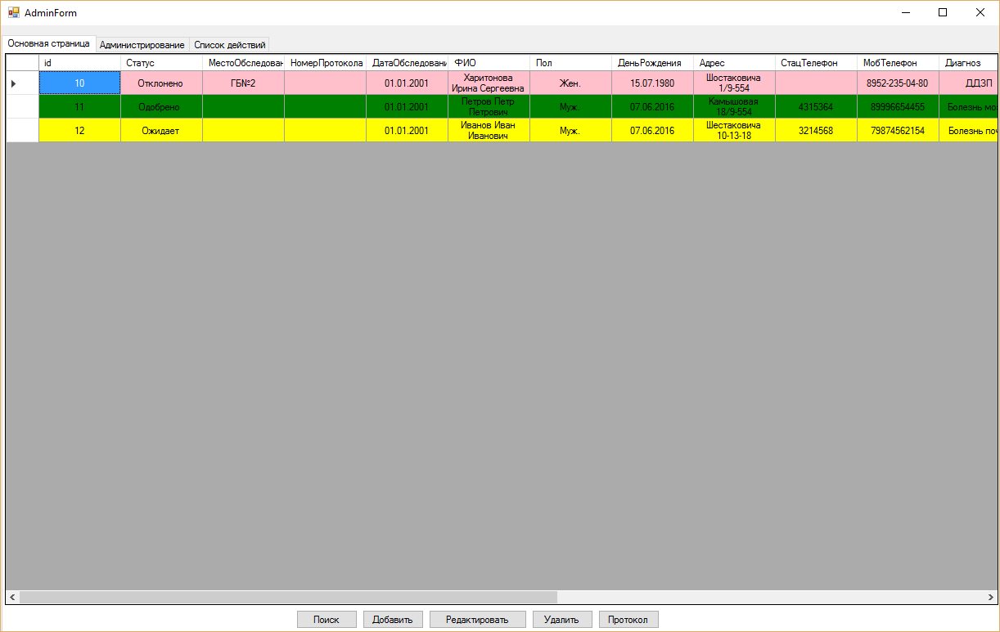 AdminForm
Основная страница Администрирование Список действий
id Статус МестоОбследован НомерПротокола ДатаОбследовани ФИО Пол ДеньРождения Адрес СтацТелефон МобТелефон Диагноз
10 Отклонено ГБ№2 01.01.2001 Харитонова Ирина Сергеевна Жен. 15.07.1980 Шостаковича 1/9-554 8952-235-04-80 ДДЗП
11 Одобрено 01.01.2001 Петров Петр Петрович Муж. 07.06.2016 Камышовая 18/9-554 4315364 89996654455 Болезнь мо
12 Ожидает 01.01.2001 Иванов Иван Иванович Муж. 07.06.2016 Шестаковича 10-13-18 3214568 79874562154 Болезнь поч
Поиск Добавить Редактировать Удалить Протокол